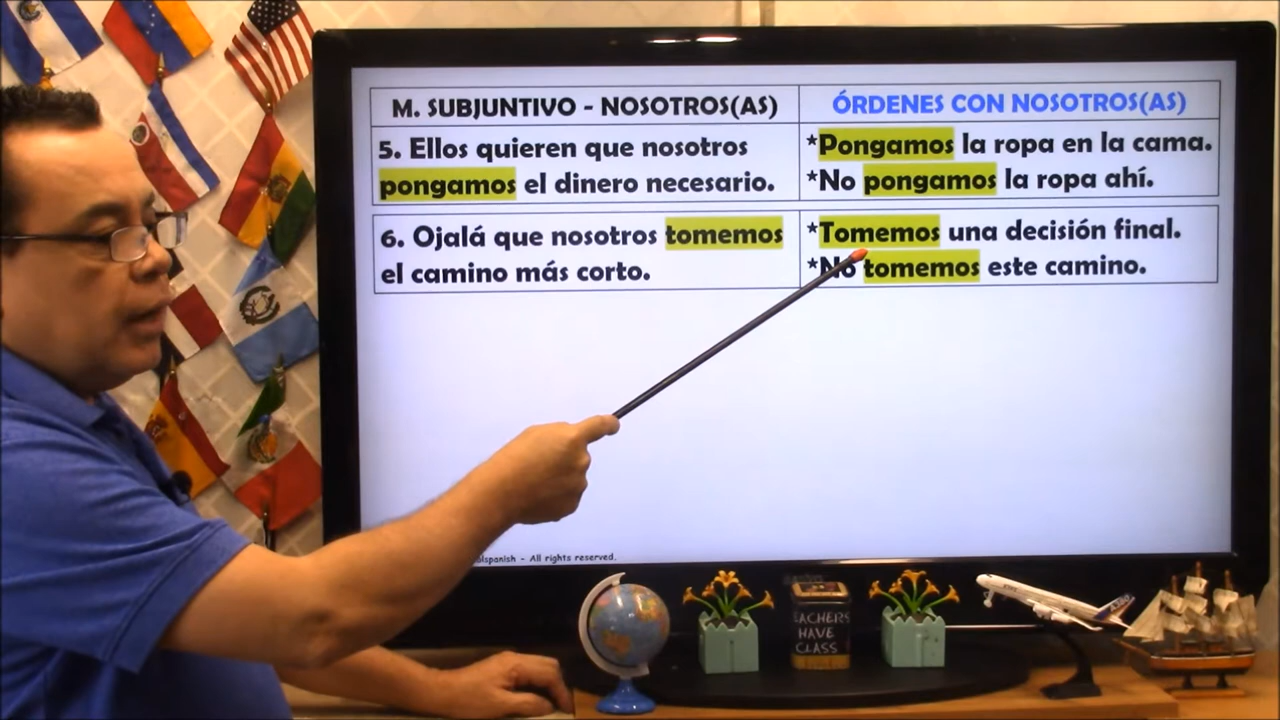 M. SUBJUNTIVO - NOSOTROS(AS)
ÓRDENES CON NOSOTROS(AS)
5. Ellos quieren que nosotros
pongamos el dinero necesario.
*Pongamos la ropa en la cama.
*No pongamos la ropa ahí.
6. Ojalá que nosotros tomemos
el camino más corto.
*Tomemos una decisión final.
*No tomemos este camino.
- All rights reserved.
EACHERS
HAVE
CLASS